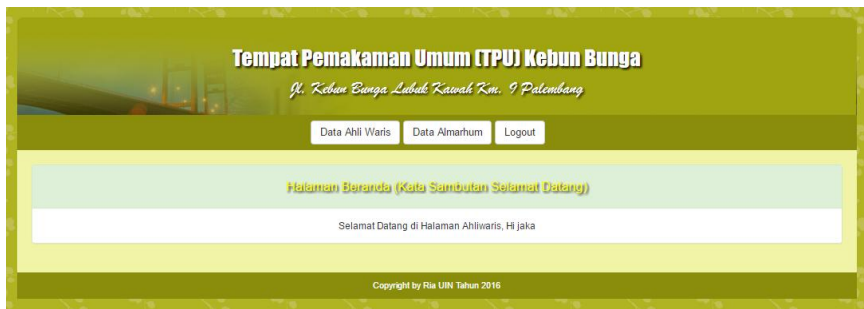 Tempat Pemakaman Umum (TPU) Kebun Bunga
Jl. Kebun Bunga Lubuk Kawah Km. 9 Palembang
Data Ahli Waris Data Almarhum Logout
Halaman Beranda (Kata Sambutan Selamat Datang)
Selamat Datang di Halaman Ahliwaris, Hi jaka
Copyright by Ria UIN Tahun 2016